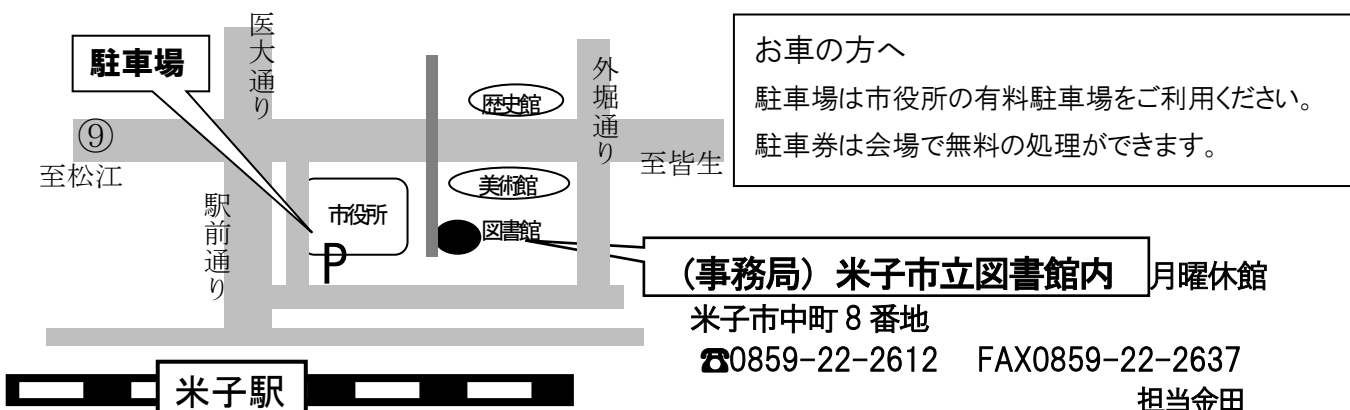 医大通り
駐車場
外堀通り
歴史館
⑨
至松江
至皆生
美術館
駅前通り
市役所
図書館
P
お車の方へ
駐車場は市役所の有料駐車場をご利用ください。
駐車券は会場で無料の処理ができます。
（事務局）米子市立図書館内 月曜休館
米子市中町8番地
☎0859-22-2612 FAX0859-22-2637
担当金田
米子駅